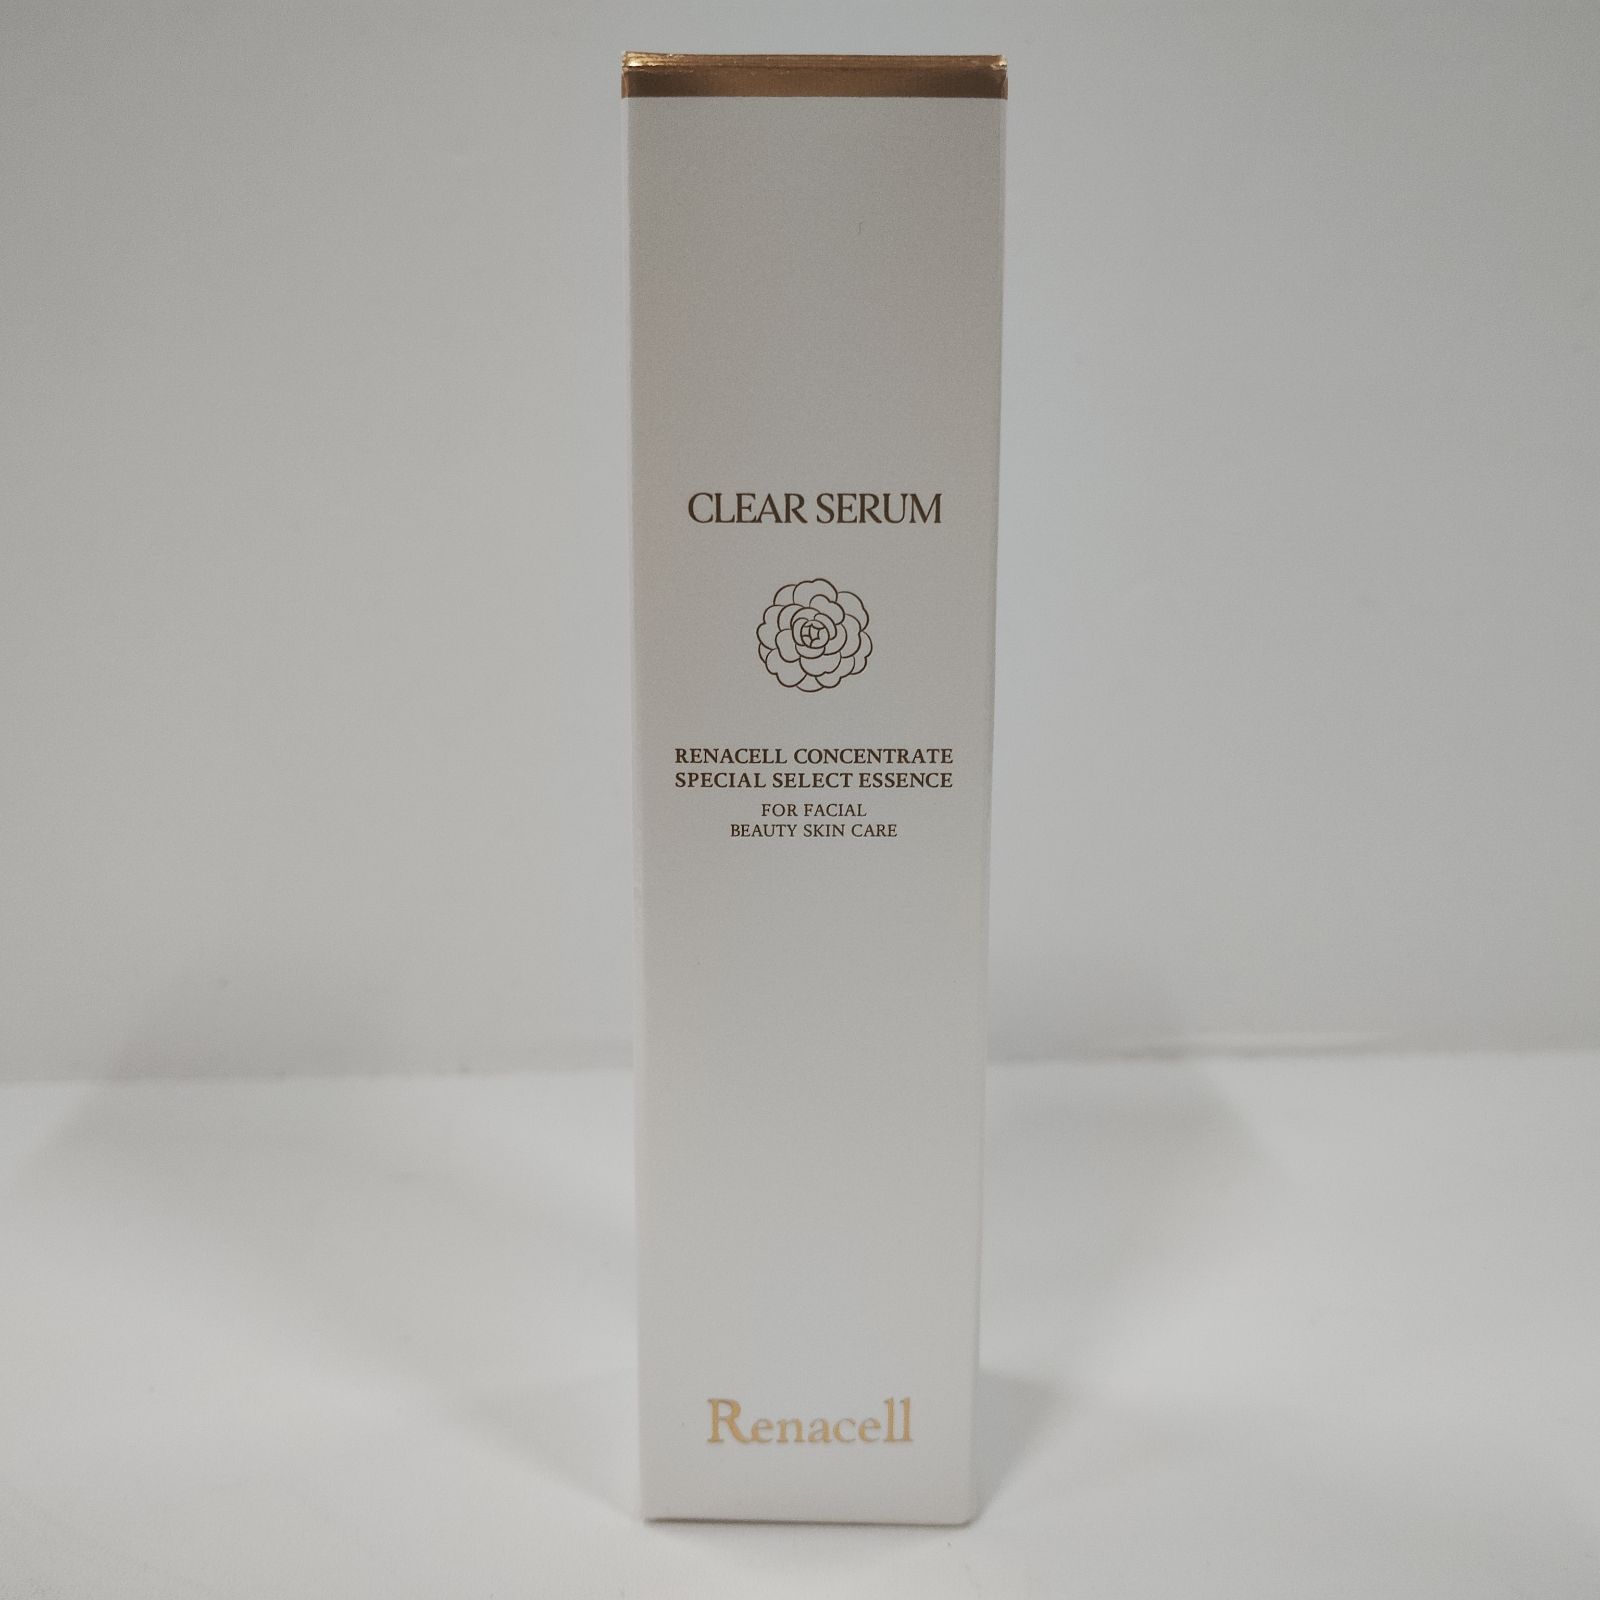 CLEAR SERUM
RENACELL CONCENTRATE
SPECIAL SELECT ESSENCE
FOR FACIAL
BEAUTY SKIN CARE
Renacell